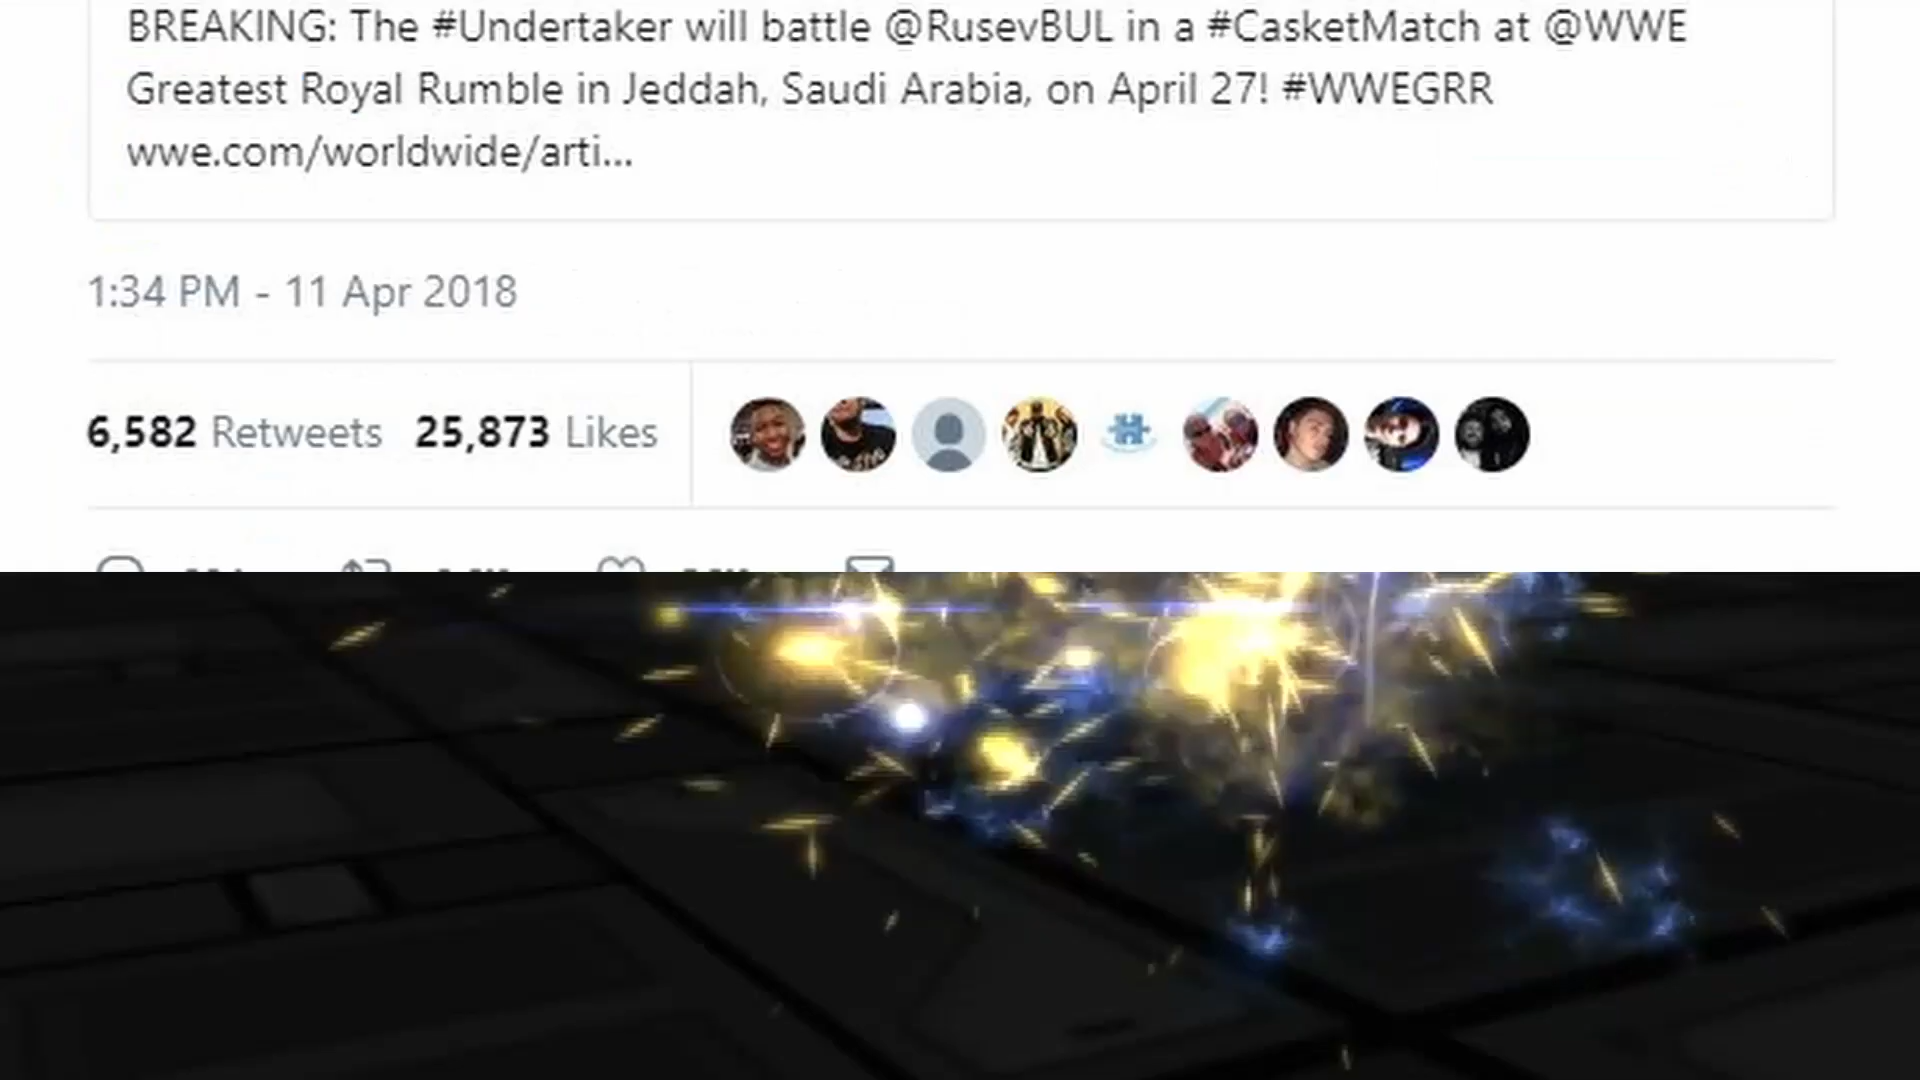 BREAKING: The #Undertaker will battle @RusevBUL in a #CasketMatch at @WWE
Greatest Royal Rumble in Jeddah, Saudi Arabia, on April 27! #WWEGRR
wwe.com/worldwide/arti...
1:34 PM - 11 Apr 2018
6,582 Retweets 25,873 Likes